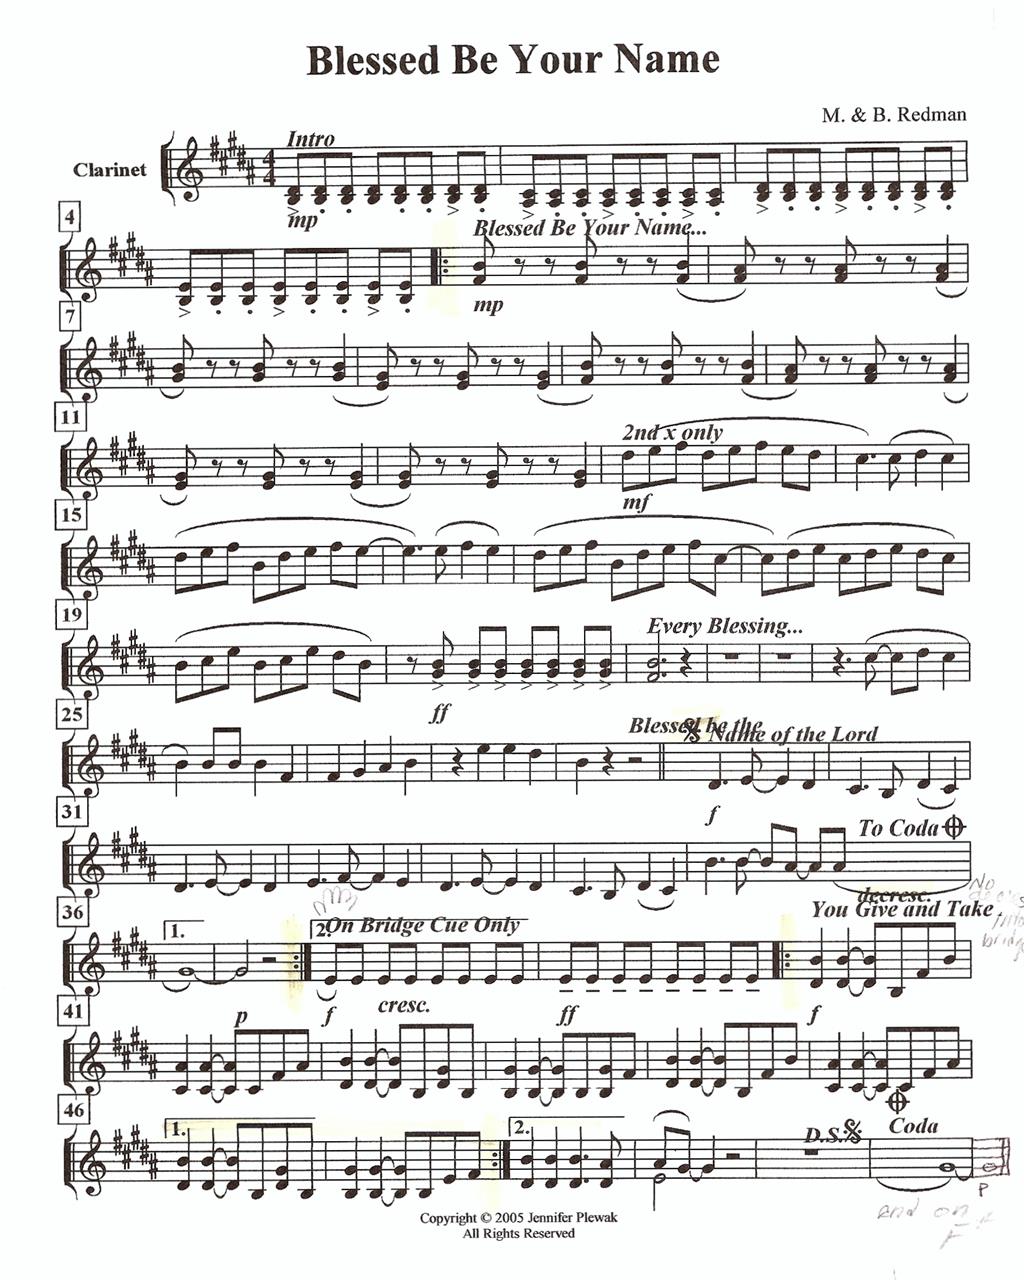 Blessed Be Your Name
M. & B. Redman
Clarinet
Intro
4
4
mp
4
Blessed Be Your Name...
mp
7
11
2nd x only
mf
15
19
Every Blessing...
ff
25
Blessed be the
Name of the Lord
f
31
To Coda
decresc.
No
36
1.
2.
On Bridge Cue Only
You Give and Take
into
bridge
p
f
cresc.
ff
f
41
46
1.
2.
D.S.
Coda
P
end on
F#
Copyright © 2005 Jennifer Plewak
All Rights Reserved